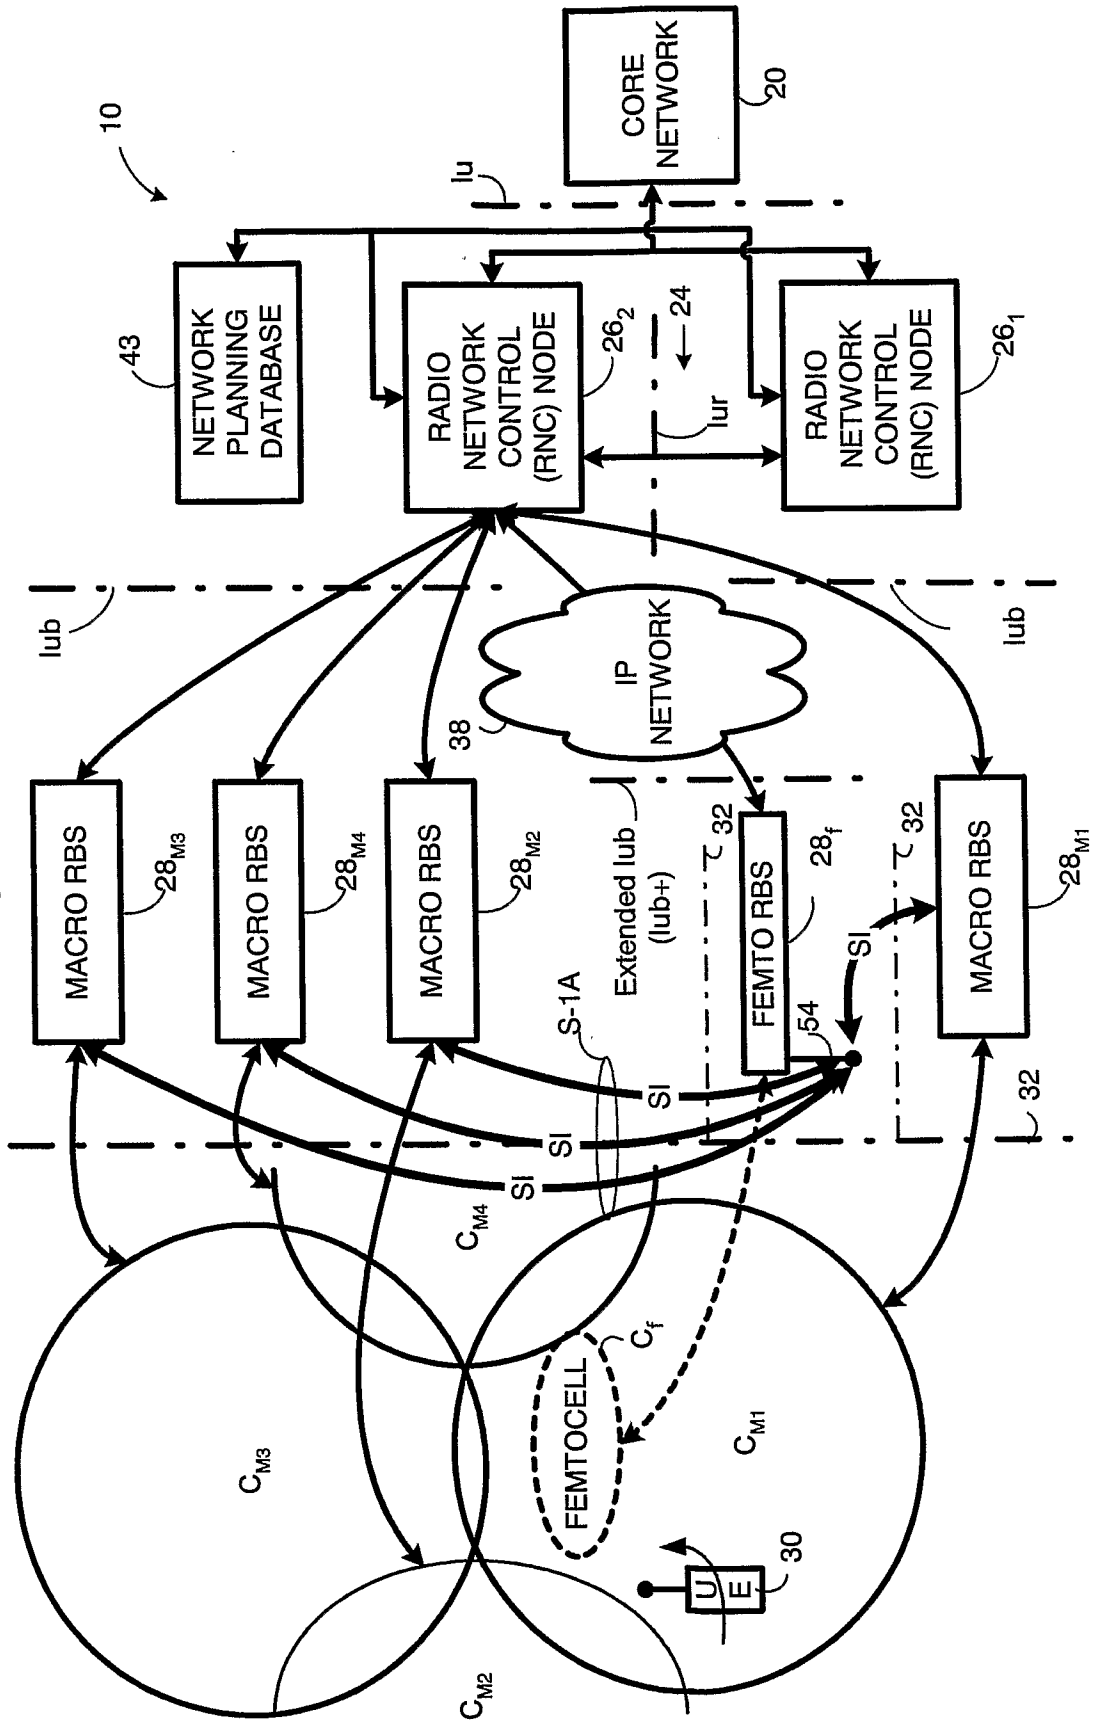 10
CORE
NETWORK
20
Iu
NETWORK
PLANNING
DATABASE
43
RADIO
NETWORK
CONTROL
(RNC) NODE
26₂
24
Iur
RADIO
NETWORK
CONTROL
(RNC) NODE
26₁
Iub
Iub
IP
NETWORK
38
MACRO RBS
28M3
MACRO RBS
28M4
MACRO RBS
28M2
Extended Iub
(Iub+)
32
FEMTO RBS
28f
32
MACRO RBS
28M1
S-1A
54
SI
SI
SI
SI
32
CM4
CM3
Cf
FEMTOCELL
CM1
CM2
U
E
30